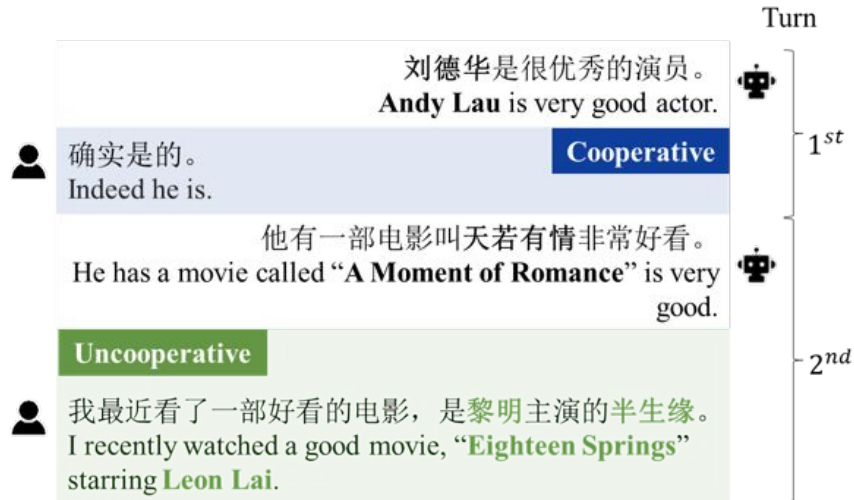 Turn
刘德华是很优秀的演员。
Andy Lau is very good actor.
1st
确实是的。
Cooperative
Indeed he is.
他有一部电影叫天若有情非常好看。
He has a movie called “A Moment of Romance” is very
good.
Uncooperative
2nd
我最近看了一部好看的电影，是黎明主演的半生缘。
I recently watched a good movie, “Eighteen Springs”
starring Leon Lai.